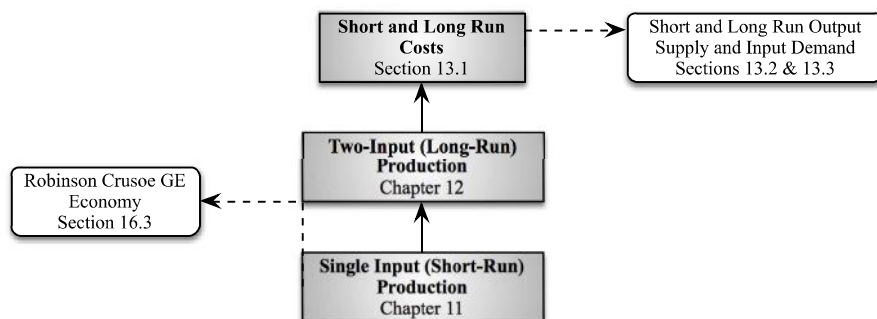 Short and Long Run
Costs
Section 13.1
Short and Long Run Output
Supply and Input Demand
Sections 13.2 & 13.3
Two-Input (Long-Run)
Production
Chapter 12
Robinson Crusoe GE
Economy
Section 16.3
Single Input (Short-Run)
Production
Chapter 11